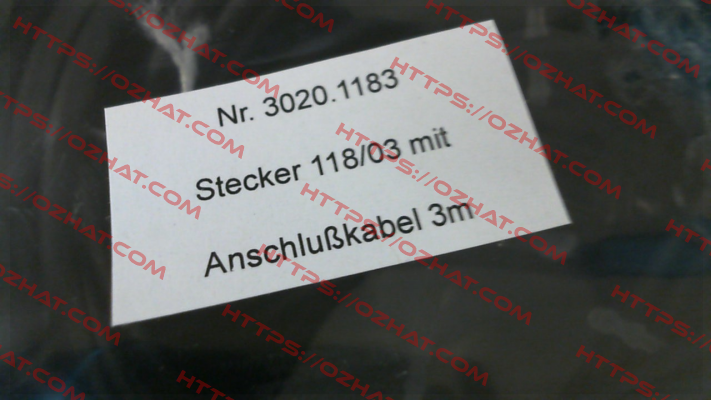 Nr. 3020.1183
Stecker 118/03 mit
Anschlußkabel 3m
HTTPS://OZHAT.COM